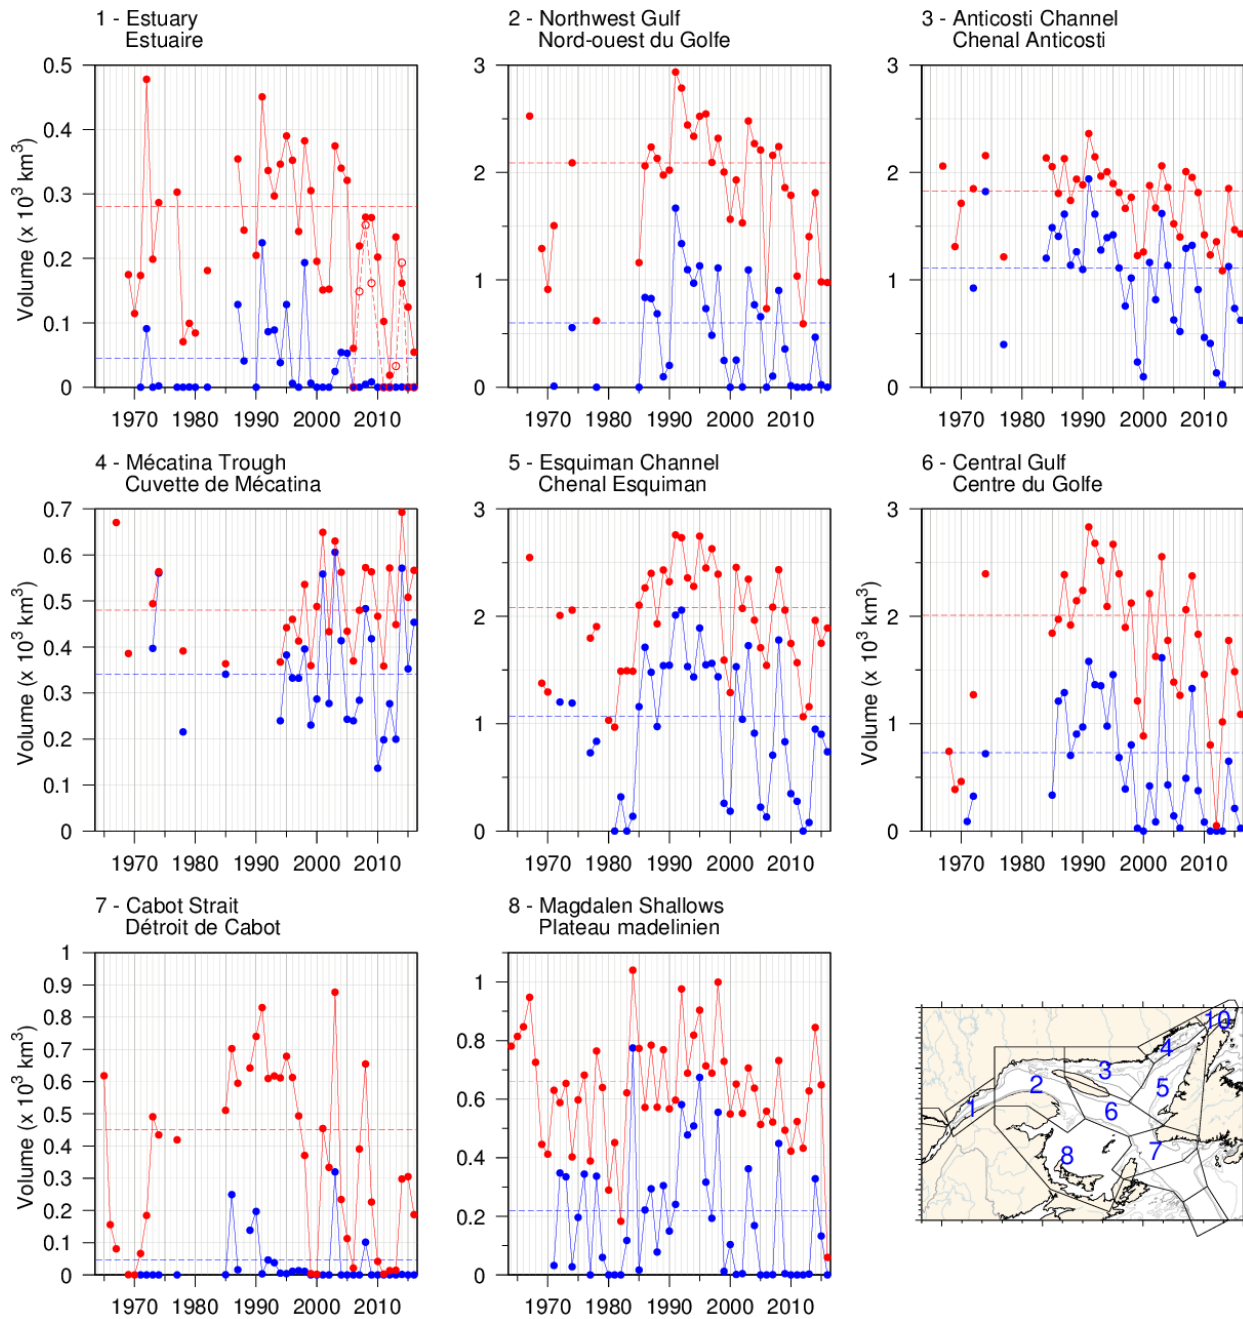 1 - Estuary
Estuaire
2 - Northwest Gulf
Nord-ouest du Golfe
3 - Anticosti Channel
Chenal Anticosti
Volume (x 10³ km³)
0.5
0.4
0.3
0.2
0.1
0
1970 1980 1990 2000 2010
3
2
1
0
1970 1980 1990 2000 2010
3
2
1
0
1970 1980 1990 2000 2010
4 - Mécatina Trough
Cuvette de Mécatina
5 - Esquiman Channel
Chenal Esquiman
6 - Central Gulf
Centre du Golfe
Volume (x 10³ km³)
0.7
0.6
0.5
0.4
0.3
0.2
0.1
0
1970 1980 1990 2000 2010
3
2
1
0
1970 1980 1990 2000 2010
Volume (x 10³ km³)
3
2
1
0
1970 1980 1990 2000 2010
7 - Cabot Strait
Détroit de Cabot
8 - Magdalen Shallows
Plateau madelinien
Volume (x 10³ km³)
1
0.9
0.8
0.7
0.6
0.5
0.4
0.3
0.2
0.1
0
1970 1980 1990 2000 2010
1
0.8
0.6
0.4
0.2
0
1970 1980 1990 2000 2010
10
4
3
2
5
1
6
7
8